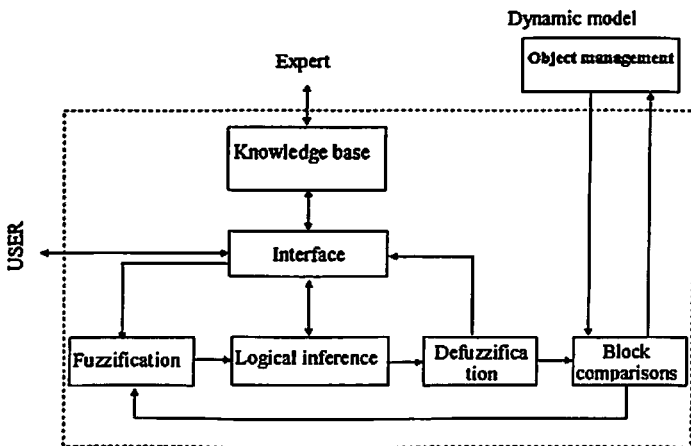 Dynamic model
Object management
Expert
Knowledge base
USER
Interface
Fuzzification
Logical inference
Defuzzifica
tion
Block
comparisons